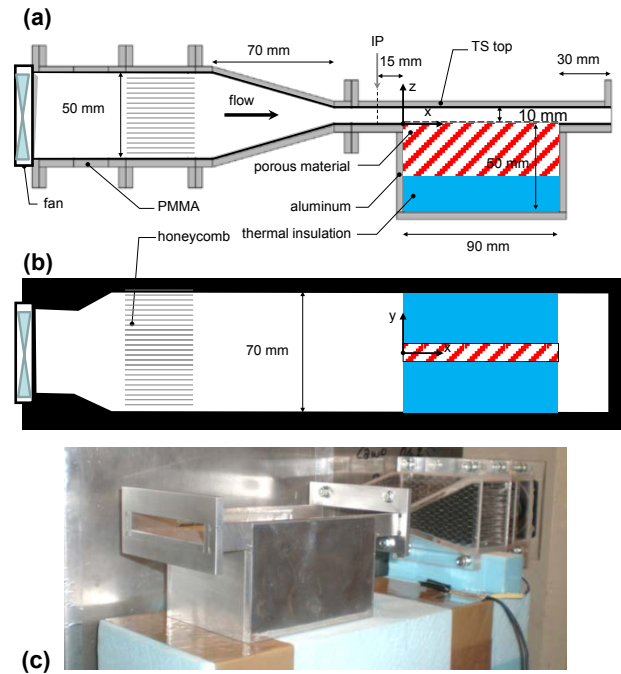 (a)
70 mm
IP
15 mm
TS top
30 mm
z
50 mm
flow
x
10 mm
porous material
50 mm
fan
PMMA
aluminum
honeycomb
thermal insulation
90 mm
(b)
y
70 mm
x
(c)